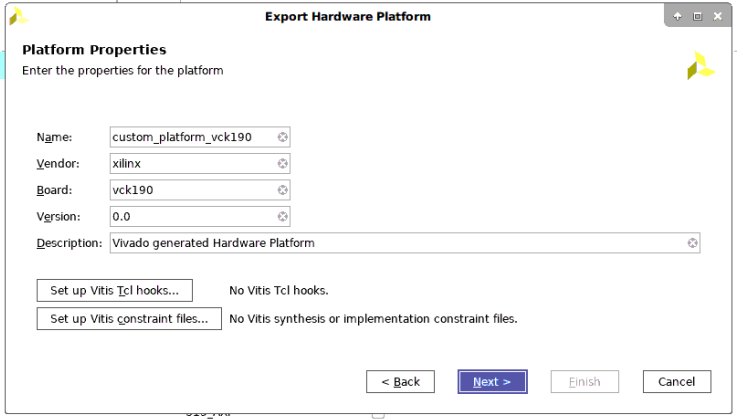 Export Hardware Platform
Platform Properties
Enter the properties for the platform
Name: custom_platform_vck190
Vendor: xilinx
Board: vck190
Version: 0.0
Description: Vivado generated Hardware Platform
Set up Vitis Tcl hooks... No Vitis Tcl hooks.
Set up Vitis constraint files... No Vitis synthesis or implementation constraint files.
< Back Next > Finish Cancel